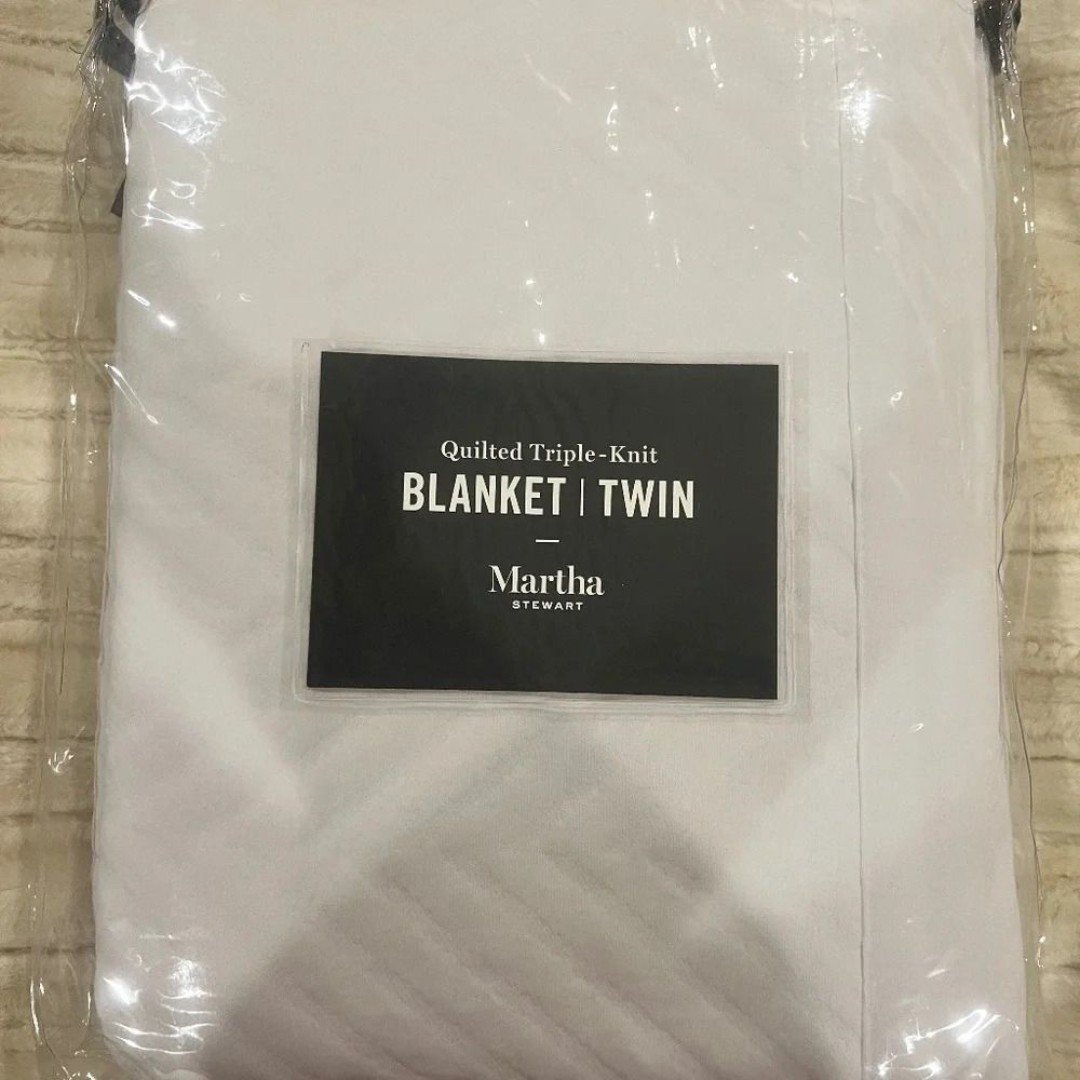 Quilted Triple-Knit
BLANKET | TWIN
Martha
STEWART